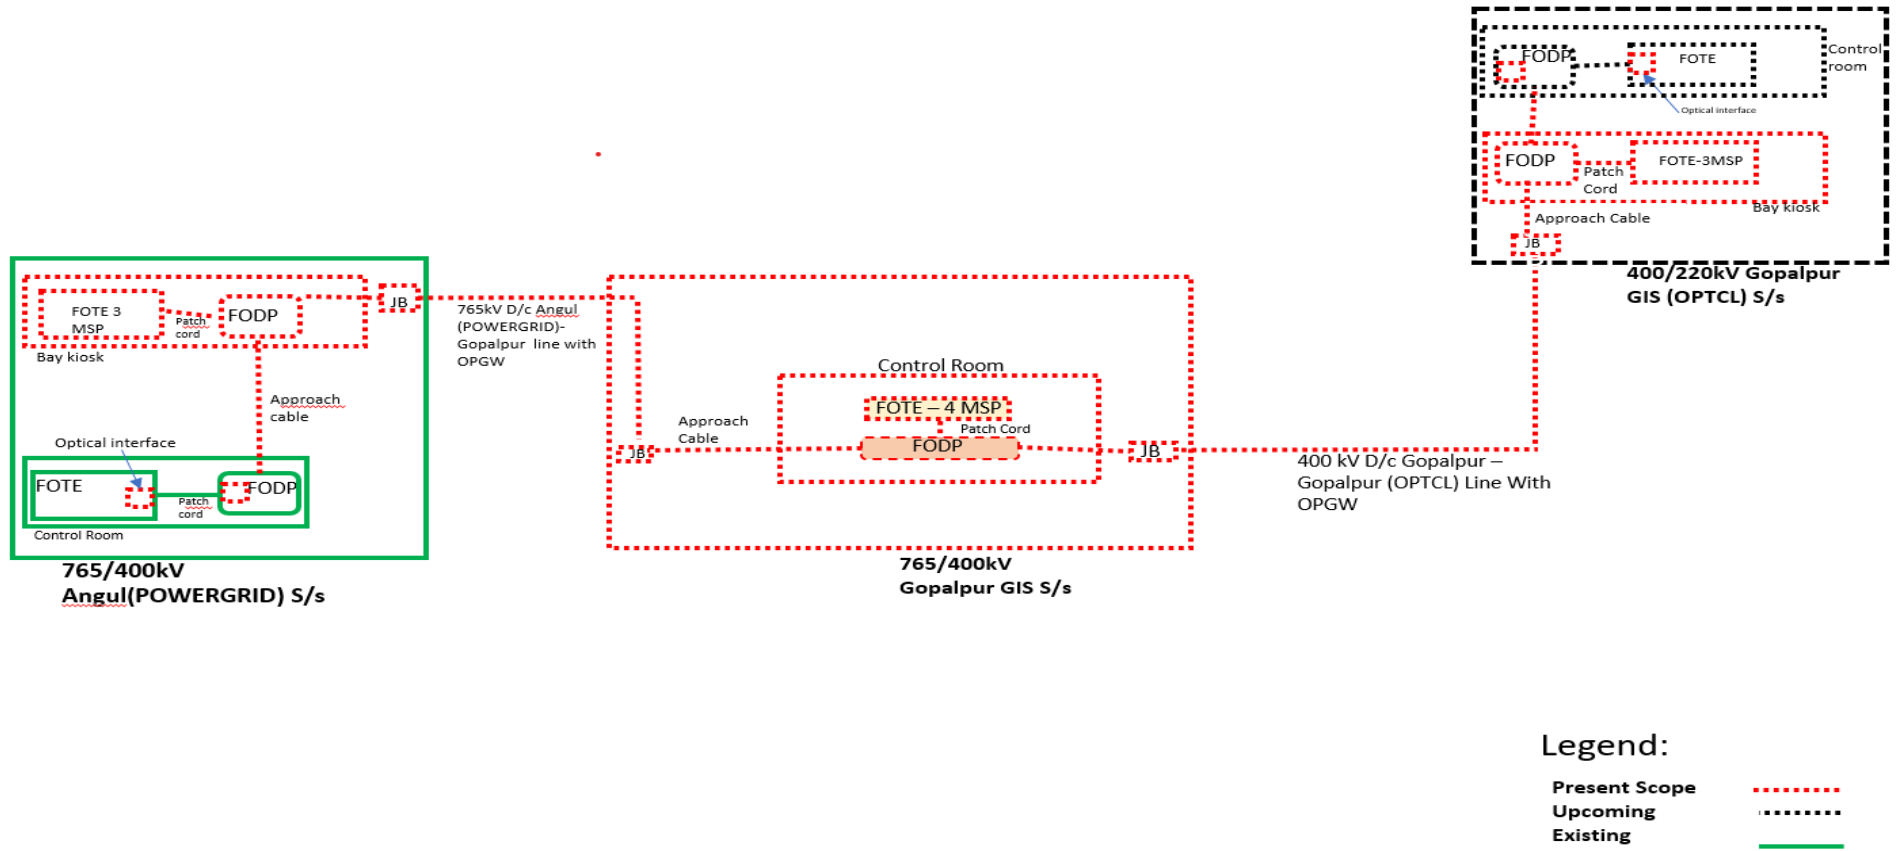 FODP
FOTE
Control
room
Optical interface
FODP
FOTE-3MSP
Patch
Cord
Bay kiosk
Approach Cable
JB
400/220kV Gopalpur
GIS (OPTCL) S/s
FOTE 3
MSP
Patch
cord
FODP
JB
Bay kiosk
765kV D/c Angul
(POWERGRID)-
Gopalpur line with
OPGW
Approach
cable
Optical interface
FOTE
Patch
cord
FODP
Control Room
765/400kV
Angul(POWERGRID) S/s
Control Room
FOTE – 4 MSP
Patch Cord
FODP
Approach
Cable
JB
JB
765/400kV
Gopalpur GIS S/s
400 kV D/c Gopalpur –
Gopalpur (OPTCL) Line With
OPGW
Legend:
Present Scope
Upcoming
Existing